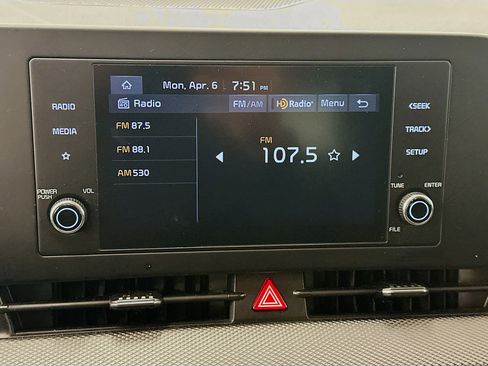 Mon, Apr. 6 7:51 PM
Radio FM/AM HD Radio Menu
FM 87.5
FM 88.1
AM 530
FM
107.5
RADIO
MEDIA
POWER PUSH VOL
<SEEK
TRACK>
SETUP
TUNE ENTER
FILE